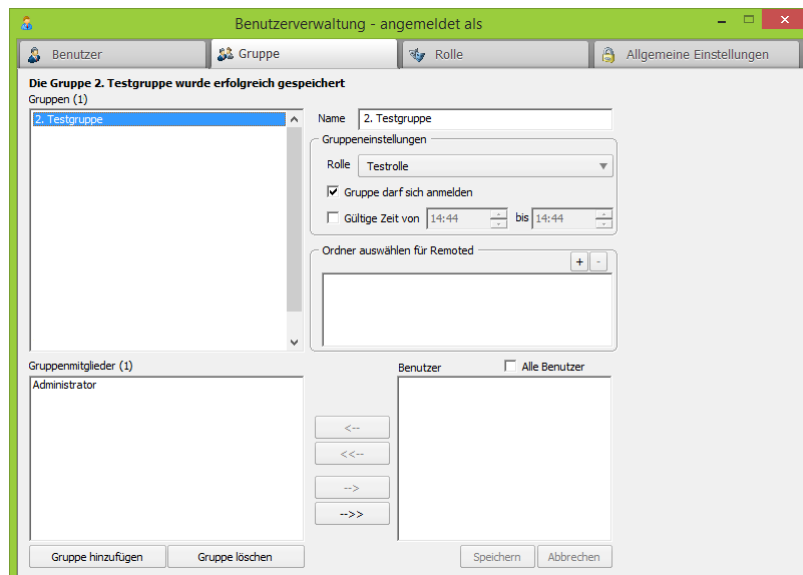 Benutzerverwaltung - angemeldet als
Benutzer
Gruppe
Rolle
Allgemeine Einstellungen
Die Gruppe 2. Testgruppe wurde erfolgreich gespeichert
Gruppen (1)
2. Testgruppe
Name 2. Testgruppe
Gruppeneinstellungen
Rolle Testrolle
Gruppe darf sich anmelden
Gültige Zeit von 14:44 bis 14:44
Ordner auswählen für Remoted
+ -
Gruppenmitglieder (1)
Administrator
Benutzer Alle Benutzer
<--
<<--
-->
-->>
Gruppe hinzufügen Gruppe löschen
Speichern Abbrechen